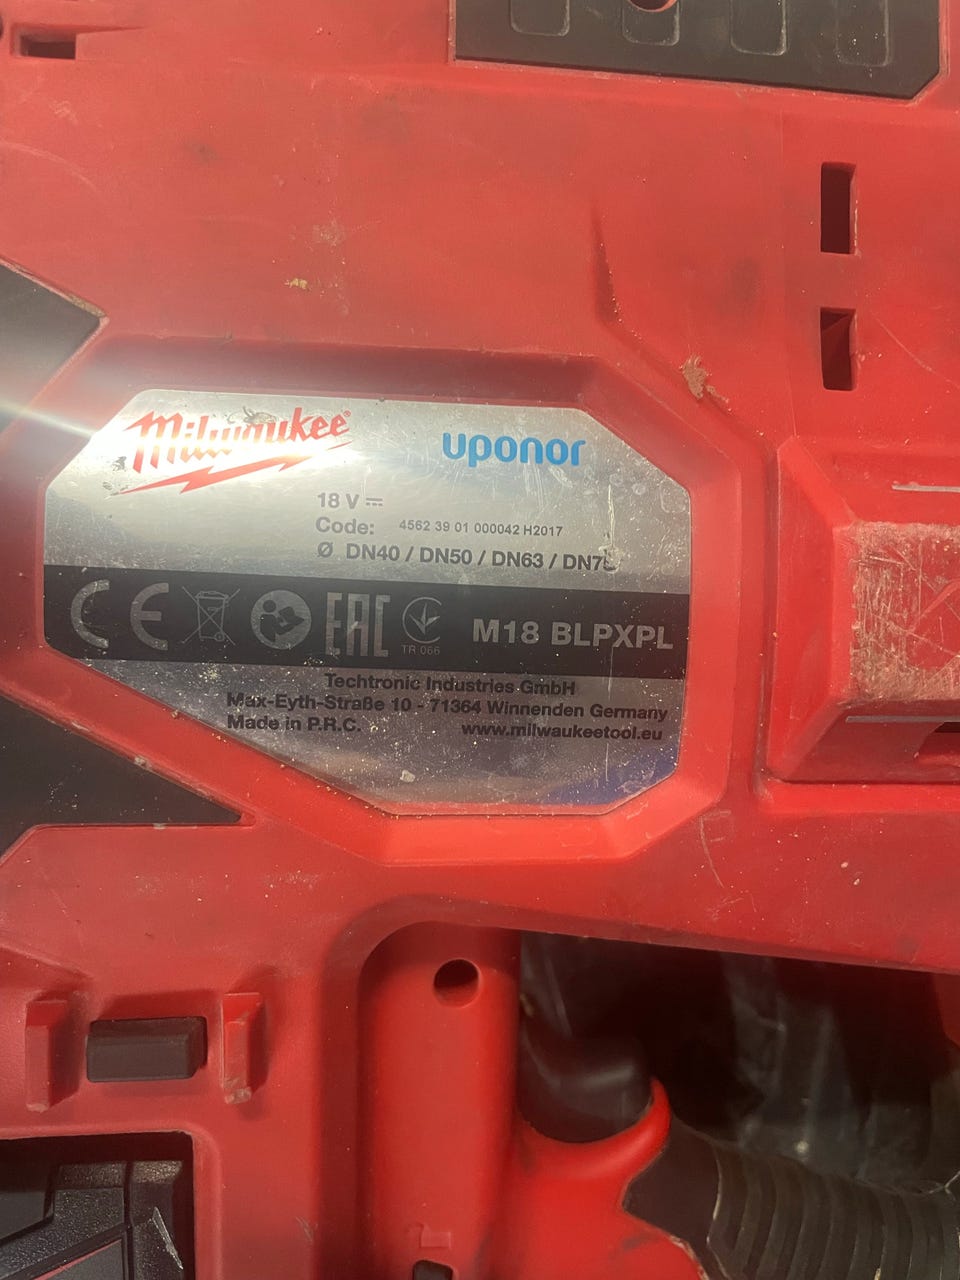 Milwaukee®
uponor
18 V
Code: 4562 39 01 000042 H2017
Ø DN40 / DN50 / DN63 / DN75
CE EAC
TR 066
M18 BLPXPL
Techtronic Industries GmbH
Max-Eyth-Straße 10 - 71364 Winnenden Germany
Made in P.R.C. www.milwaukeetool.eu